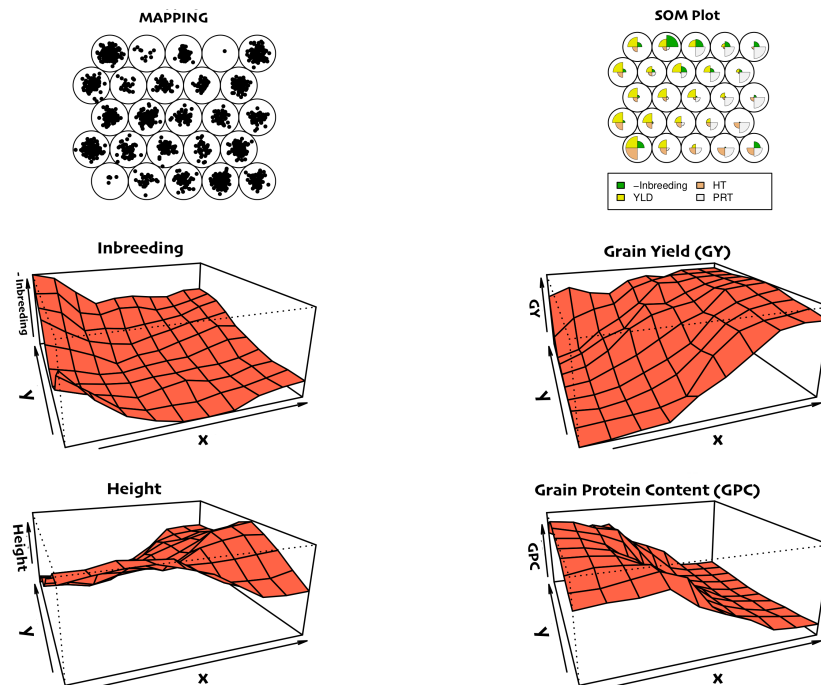 MAPPING
SOM Plot
-Inbreeding
HT
YLD
PRT
Inbreeding
- Inbreeding
Y
X
Grain Yield (GY)
GY
Y
X
Height
Height
Y
X
Grain Protein Content (GPC)
GPC
Y
X